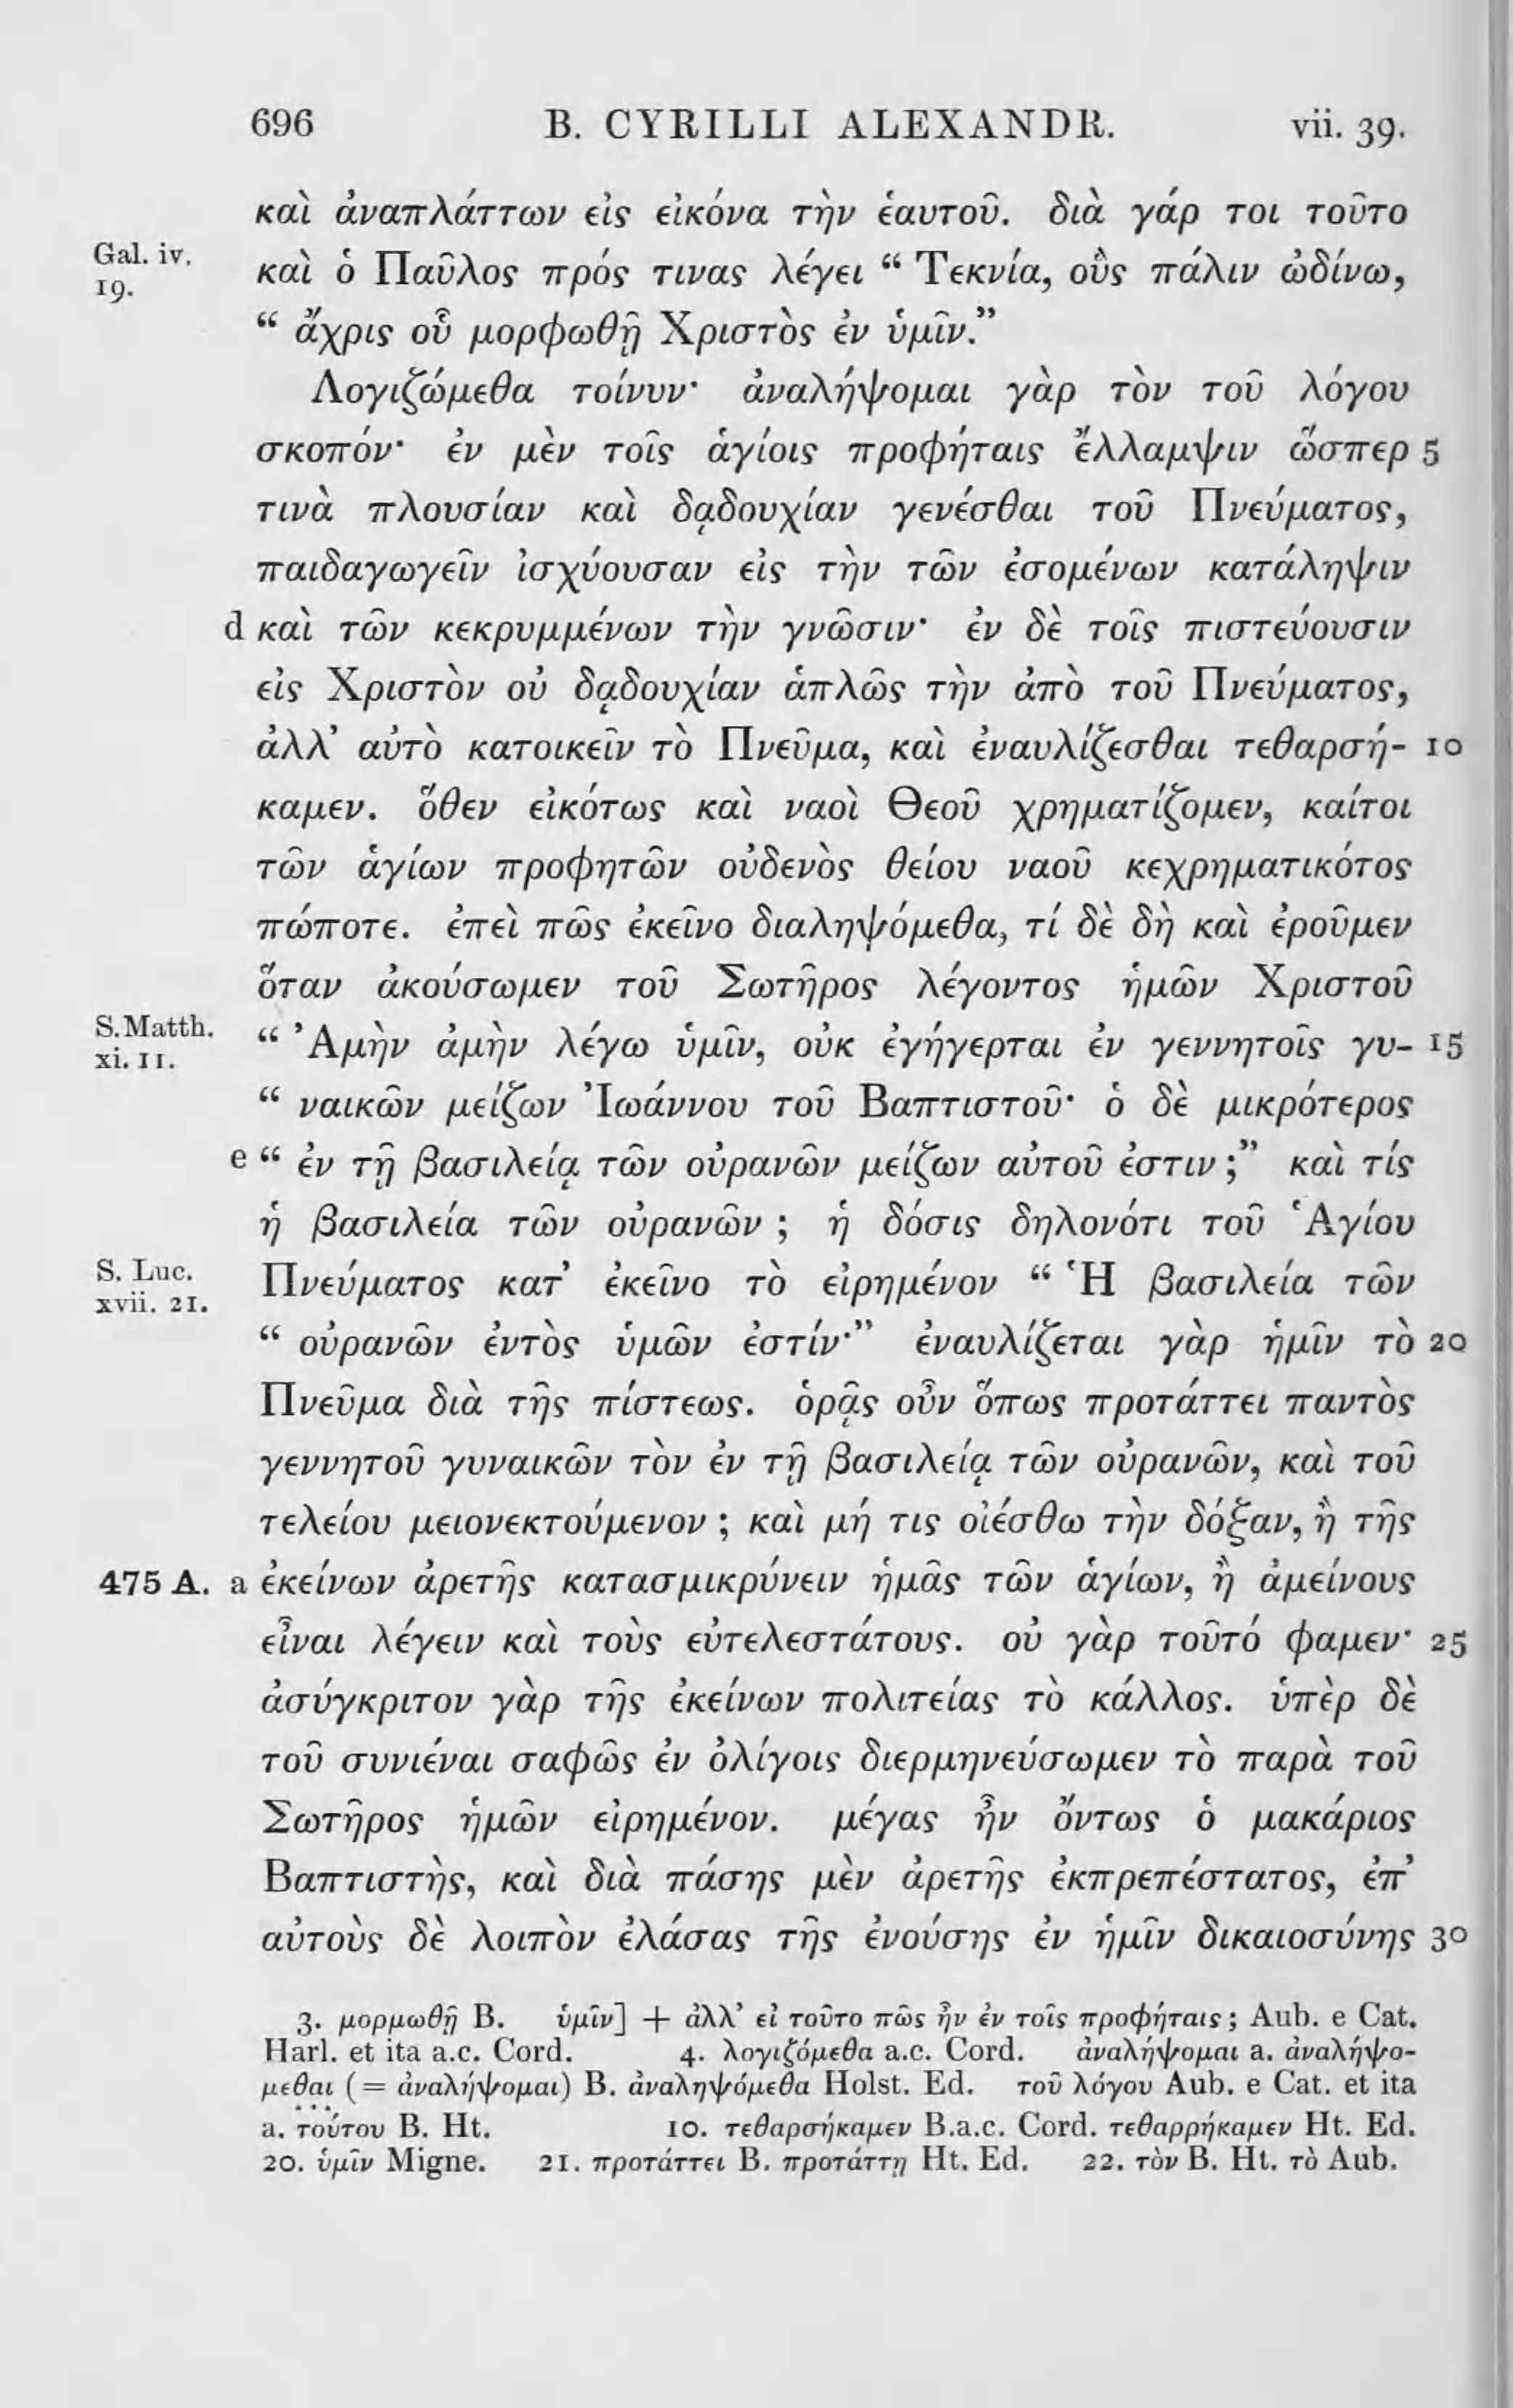 696 B. CYRILLI ALEXANDR. vii. 39.
καὶ ἀναπλάττων εἰς εἰκόνα τὴν ἑαυτοῦ. διὰ γάρ τοι τοῦτο
Gal. iv. 19. καὶ ὁ Παῦλος πρός τινας λέγει “ Τεκνία, οὓς πάλιν ὠδίνω,
“ ἄχρις οὗ μορφωθῇ Χριστὸς ἐν ὑμῖν.”
Λογιζώμεθα τοίνυν· ἀναλήψομαι γὰρ τὸν τοῦ λόγου
σκοπόν· ἐν μὲν τοῖς ἁγίοις προφήταις ἔλλαμψιν ὥσπερ 5
τινὰ πλουσίαν καὶ δᾳδουχίαν γενέσθαι τοῦ Πνεύματος,
παιδαγωγεῖν ἰσχύουσαν εἰς τὴν τῶν ἐσομένων κατάληψιν
d καὶ τῶν κεκρυμμένων τὴν γνῶσιν· ἐν δὲ τοῖς πιστεύουσιν
εἰς Χριστὸν οὐ δᾳδουχίαν ἁπλῶς τὴν ἀπὸ τοῦ Πνεύματος,
ἀλλ’ αὐτὸ κατοικεῖν τὸ Πνεῦμα, καὶ ἐναυλίζεσθαι τεθαρσή- 10
καμεν. ὅθεν εἰκότως καὶ ναοὶ Θεοῦ χρηματίζομεν, καίτοι
τῶν ἁγίων προφητῶν οὐδενὸς θείου ναοῦ κεχρηματικότος
πώποτε. ἐπεὶ πῶς ἐκεῖνο διαληψόμεθα, τί δὲ δὴ καὶ ἐροῦμεν
ὅταν ἀκούσωμεν τοῦ Σωτῆρος λέγοντος ἡμῶν Χριστοῦ
S. Matth. xi. 11. “ Ἀμὴν ἀμὴν λέγω ὑμῖν, οὐκ ἐγήγερται ἐν γεννητοῖς γυ- 15
“ ναικῶν μείζων Ἰωάννου τοῦ Βαπτιστοῦ· ὁ δὲ μικρότερος
e “ ἐν τῇ βασιλείᾳ τῶν οὐρανῶν μείζων αὐτοῦ ἐστιν ;” καὶ τίς
ἡ βασιλεία τῶν οὐρανῶν ; ἡ δόσις δηλονότι τοῦ Ἁγίου
S. Luc. xvii. 21. Πνεύματος κατ’ ἐκεῖνο τὸ εἰρημένον “ Ἡ βασιλεία τῶν
“ οὐρανῶν ἐντὸς ὑμῶν ἐστίν·” ἐναυλίζεται γὰρ ἡμῖν τὸ 20
Πνεῦμα διὰ τῆς πίστεως. ὁρᾷς οὖν ὅπως προτάττει παντὸς
γεννητοῦ γυναικῶν τὸν ἐν τῇ βασιλείᾳ τῶν οὐρανῶν, καὶ τοῦ
τελείου μειονεκτούμενον ; καὶ μή τις οἰέσθω τὴν δόξαν, ἢ τῆς
475 A. a ἐκείνων ἀρετῆς κατασμικρύνειν ἡμᾶς τῶν ἁγίων, ἢ ἀμείνους
εἶναι λέγειν καὶ τοὺς εὐτελεστάτους. οὐ γὰρ τοῦτό φαμεν· 25
ἀσύγκριτον γὰρ τῆς ἐκείνων πολιτείας τὸ κάλλος. ὑπὲρ δὲ
τοῦ συνιέναι σαφῶς ἐν ὀλίγοις διερμηνεύσωμεν τὸ παρὰ τοῦ
Σωτῆρος ἡμῶν εἰρημένον. μέγας ἦν ὄντως ὁ μακάριος
Βαπτιστὴς, καὶ διὰ πάσης μὲν ἀρετῆς ἐκπρεπέστατος, ἐπ’
αὐτοὺς δὲ λοιπὸν ἐλάσας τῆς ἐνούσης ἐν ἡμῖν δικαιοσύνης 30
3. μορμωθῇ B. ὑμῖν] + ἀλλ’ εἰ τοῦτο πῶς ἦν ἐν τοῖς προφήταις ; Aub. e Cat.
Harl. et ita a.c. Cord. 4. λογιζόμεθα a.c. Cord. ἀναλήψομαι a. ἀναλήψο-
μεθαι (= ἀναλήψομαι) B. ἀναληψόμεθα Holst. Ed. τοῦ λόγου Aub. e Cat. et ita
a. τούτου B. Ht. 10. τεθαρσήκαμεν B.a.c. Cord. τεθαρρήκαμεν Ht. Ed.
20. ὑμῖν Migne. 21. προτάττει B. προτάττῃ Ht. Ed. 22. τὸν B. Ht. τὸ Aub.